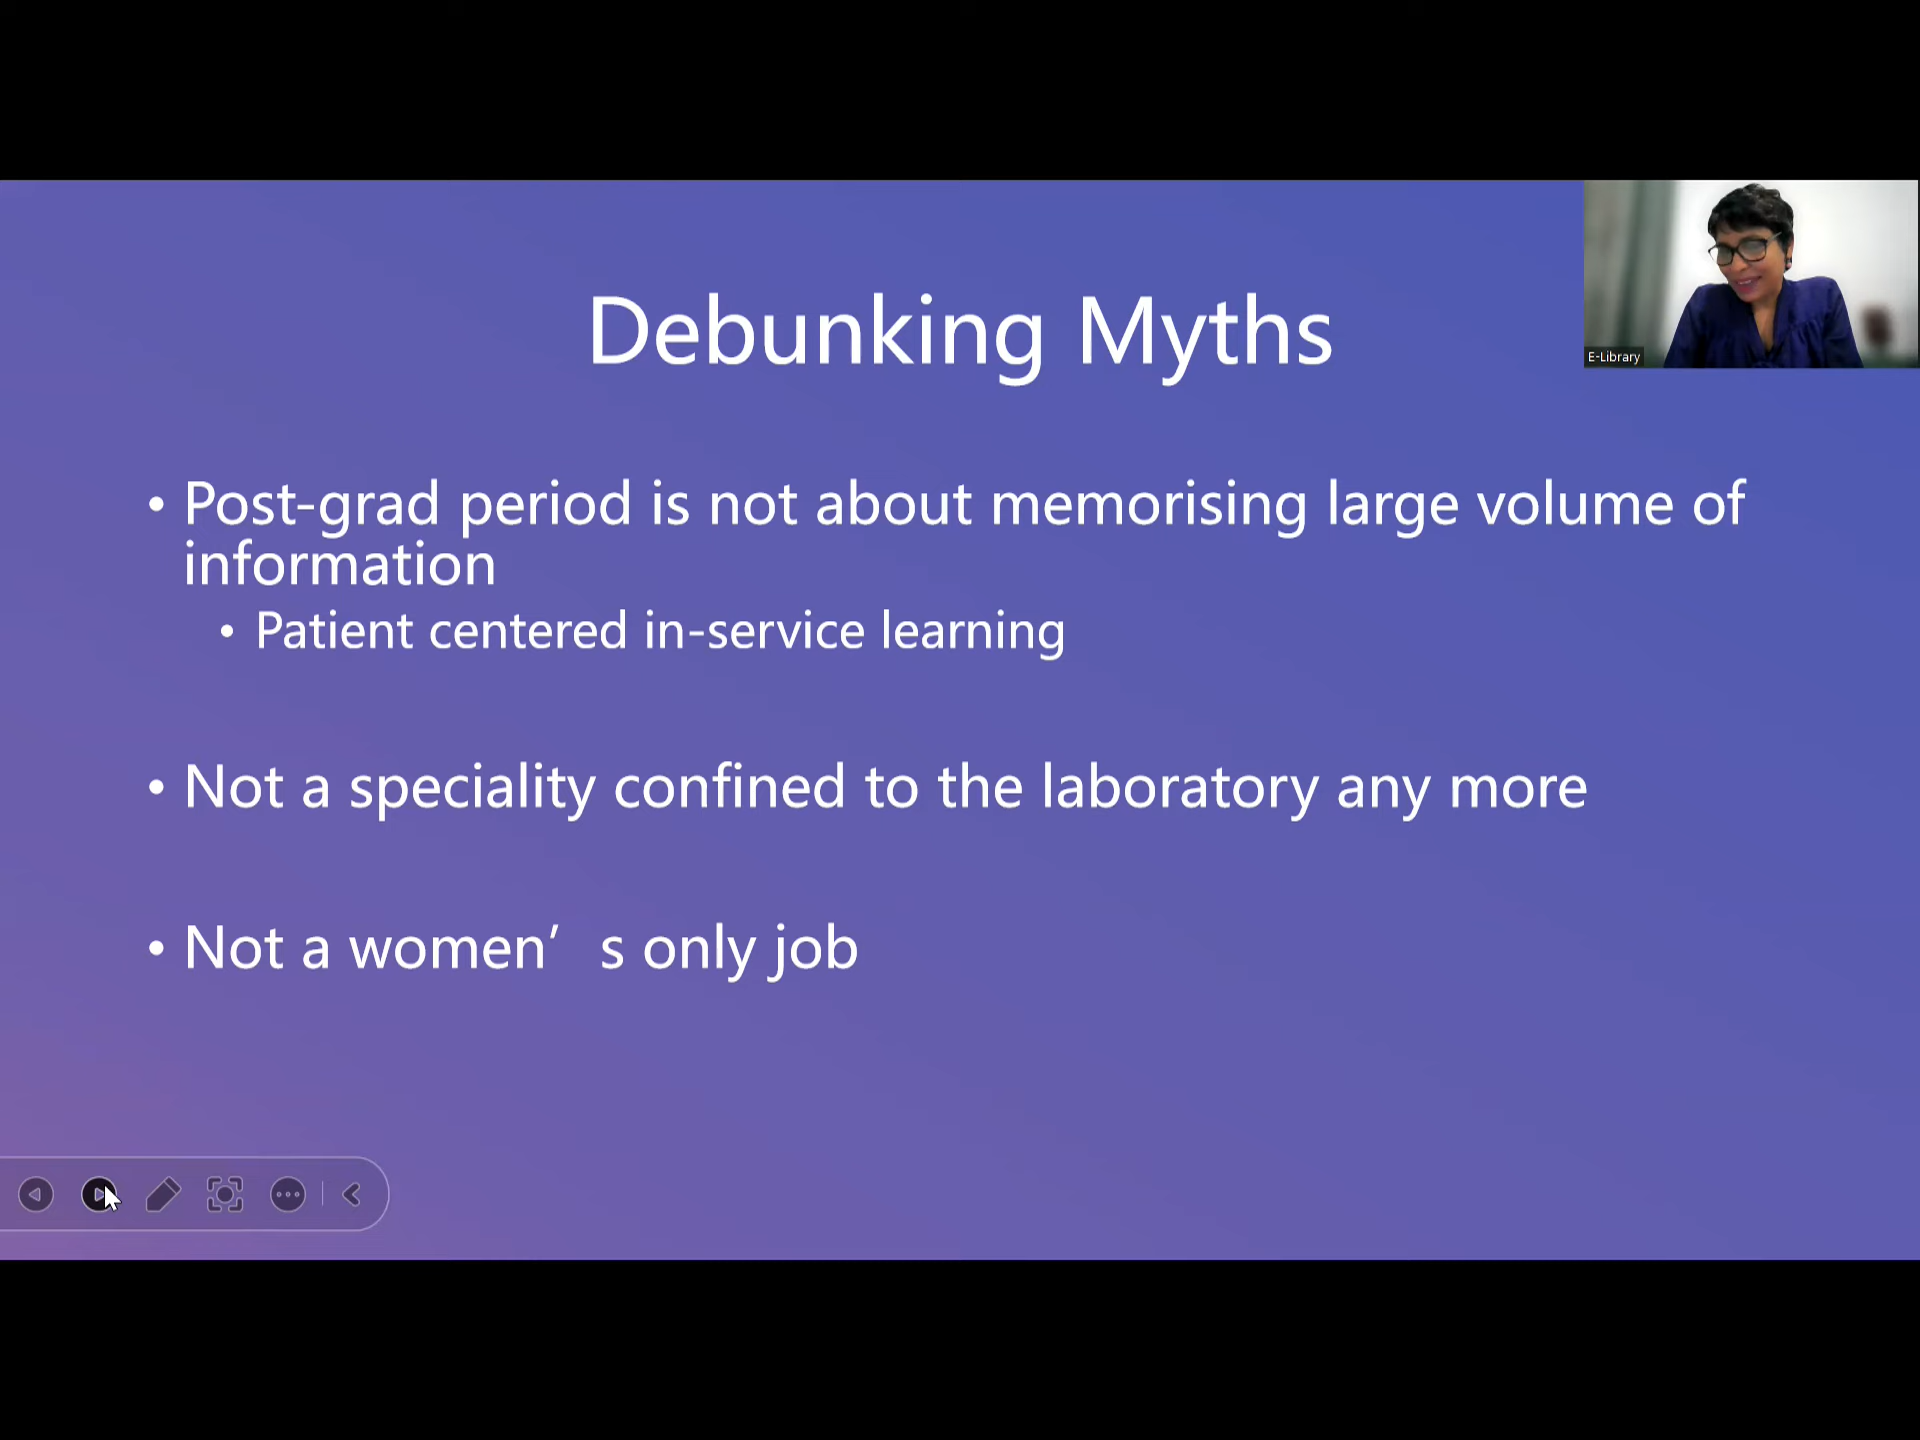 Debunking Myths
E-Library
• Post-grad period is not about memorising large volume of
information
• Patient centered in-service learning
• Not a speciality confined to the laboratory any more
• Not a women’s only job